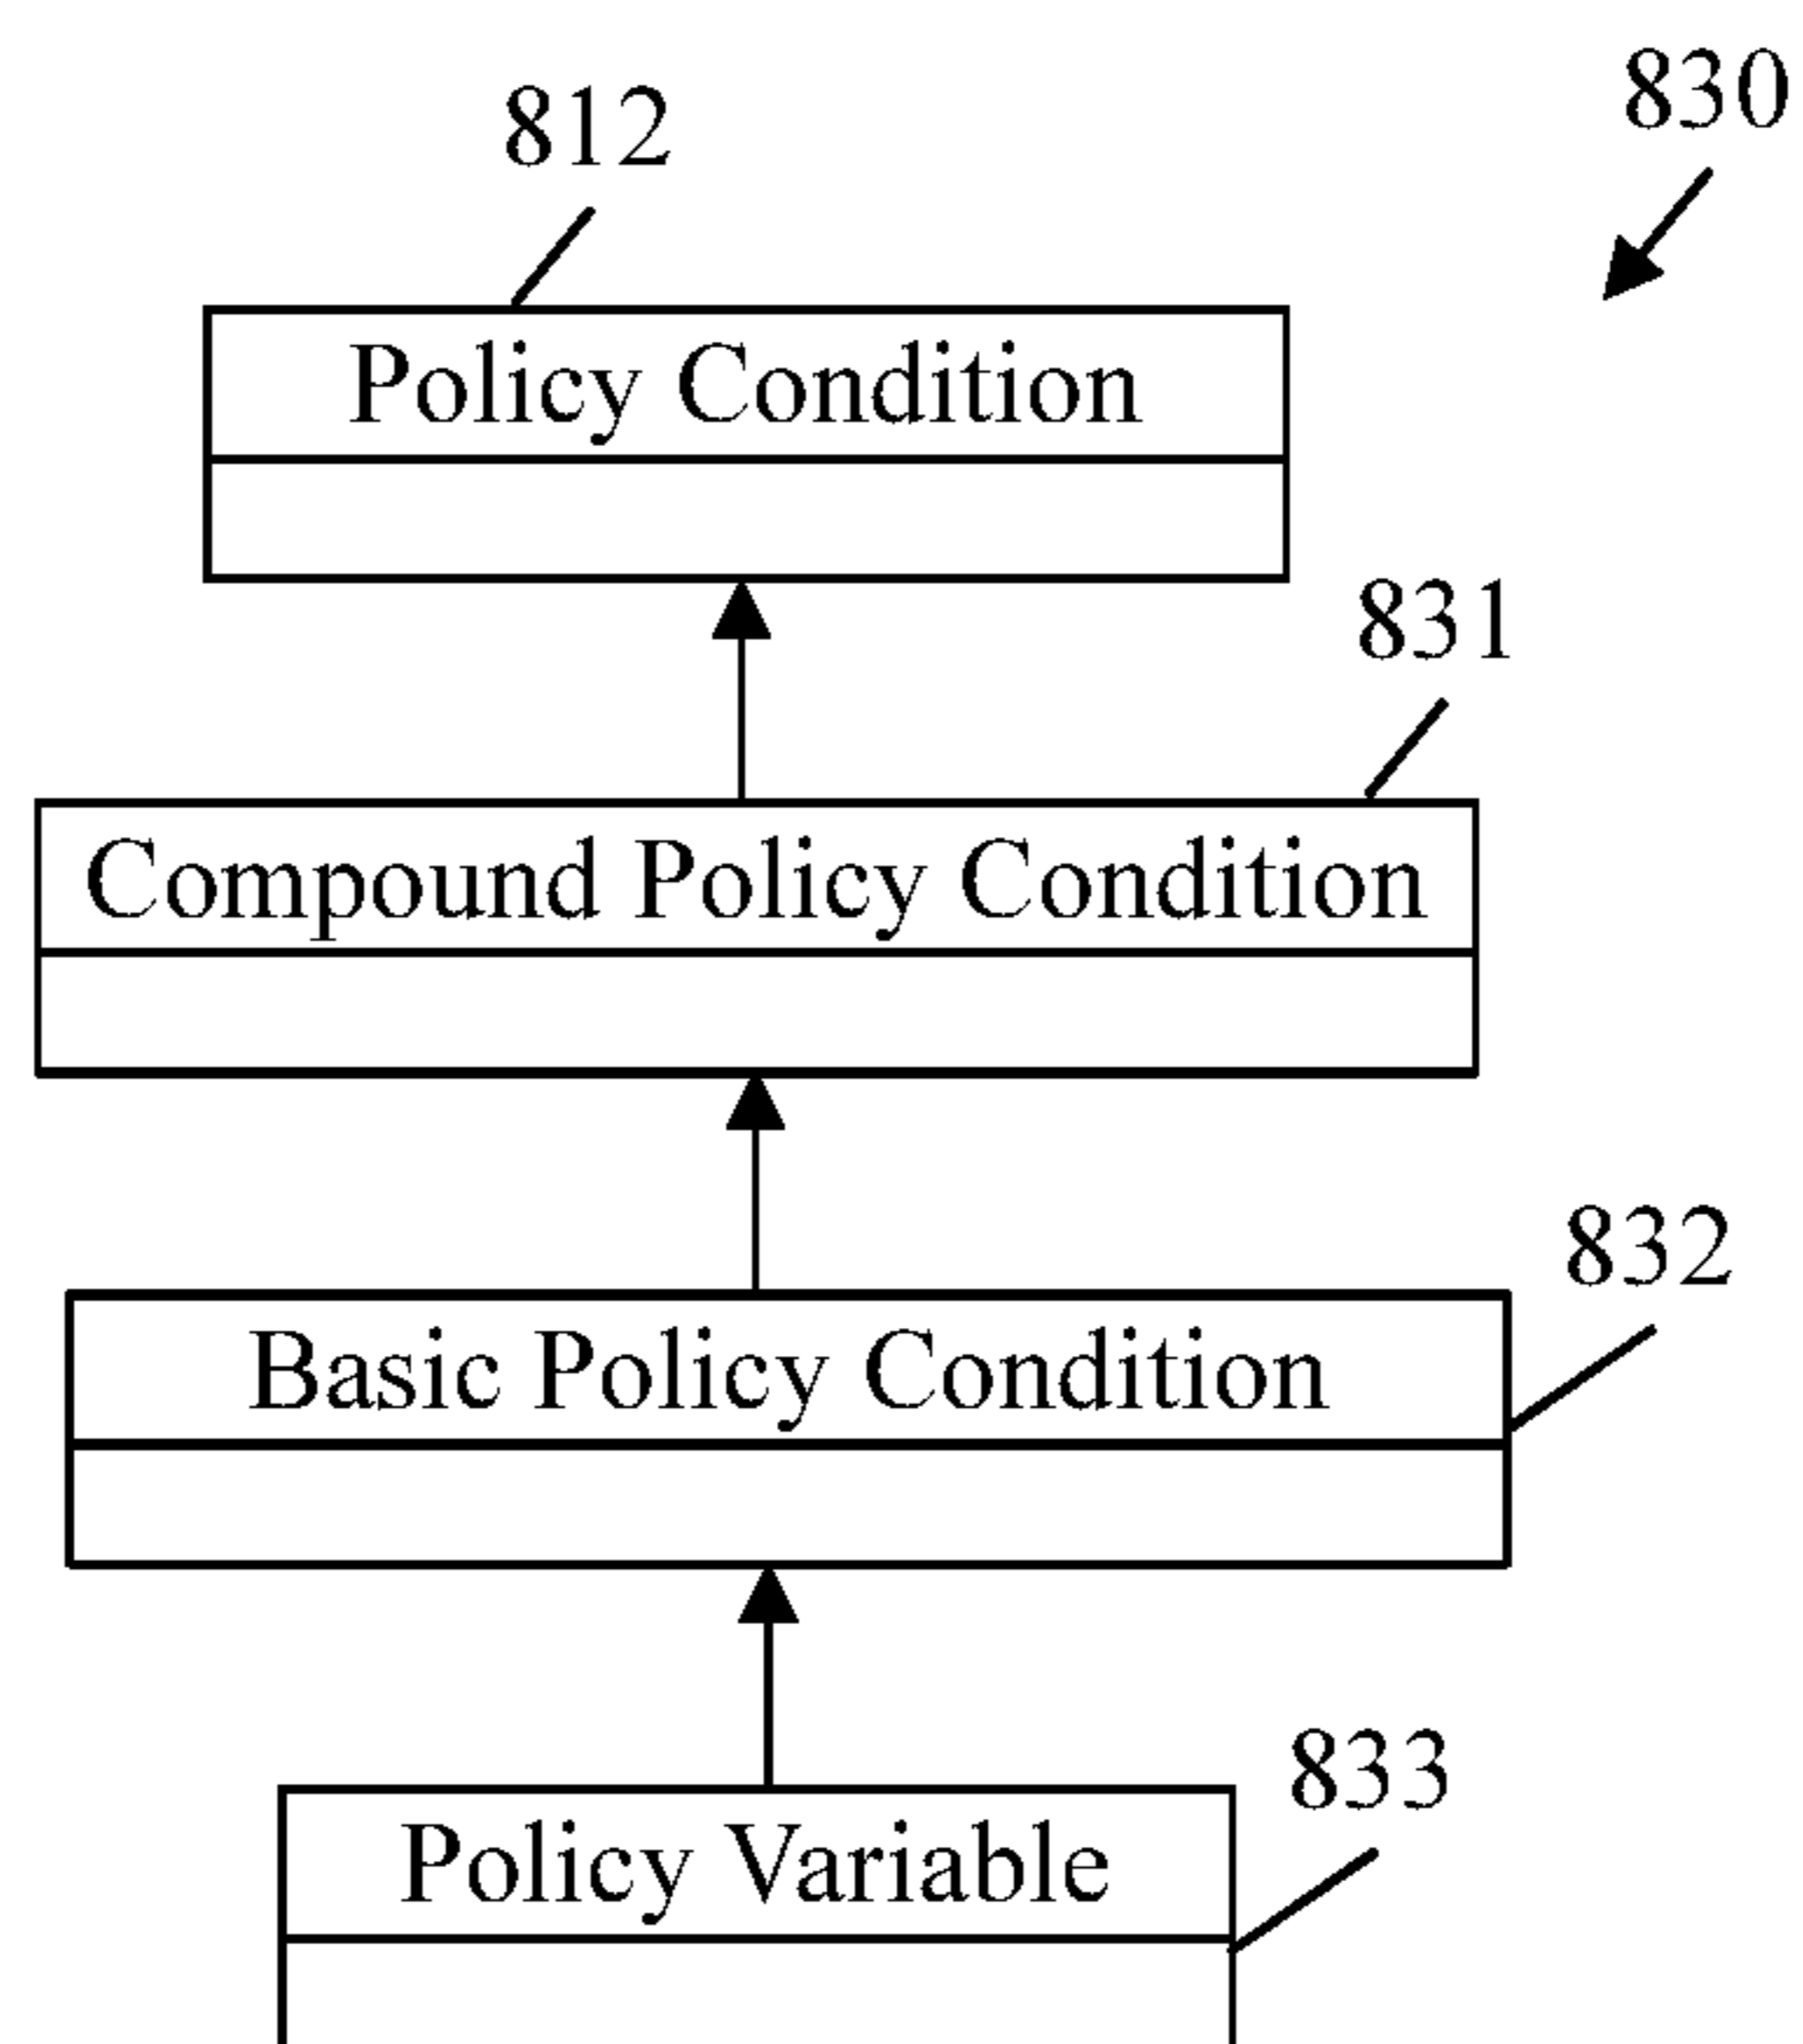 830
812
Policy Condition
831
Compound Policy Condition
832
Basic Policy Condition
833
Policy Variable